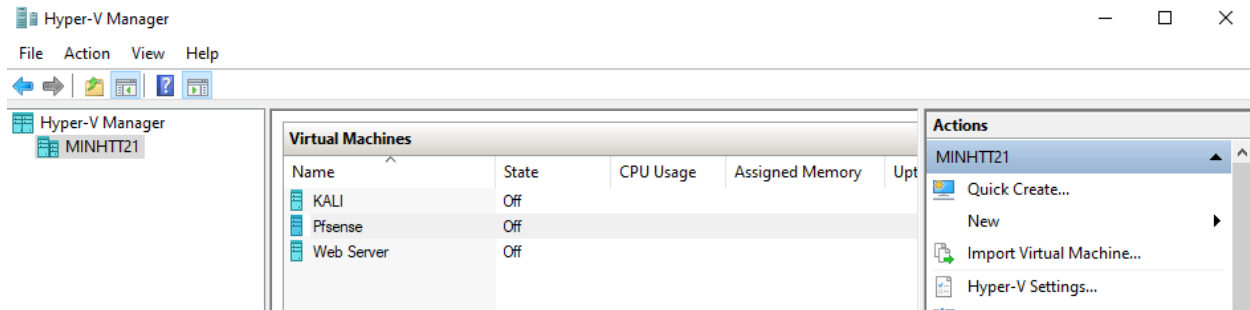 Hyper-V Manager
File Action View Help
Hyper-V Manager
MINHTT21
Virtual Machines
Name State CPU Usage Assigned Memory Upt
KALI Off
Pfsense Off
Web Server Off
Actions
MINHTT21
Quick Create...
New
Import Virtual Machine...
Hyper-V Settings...